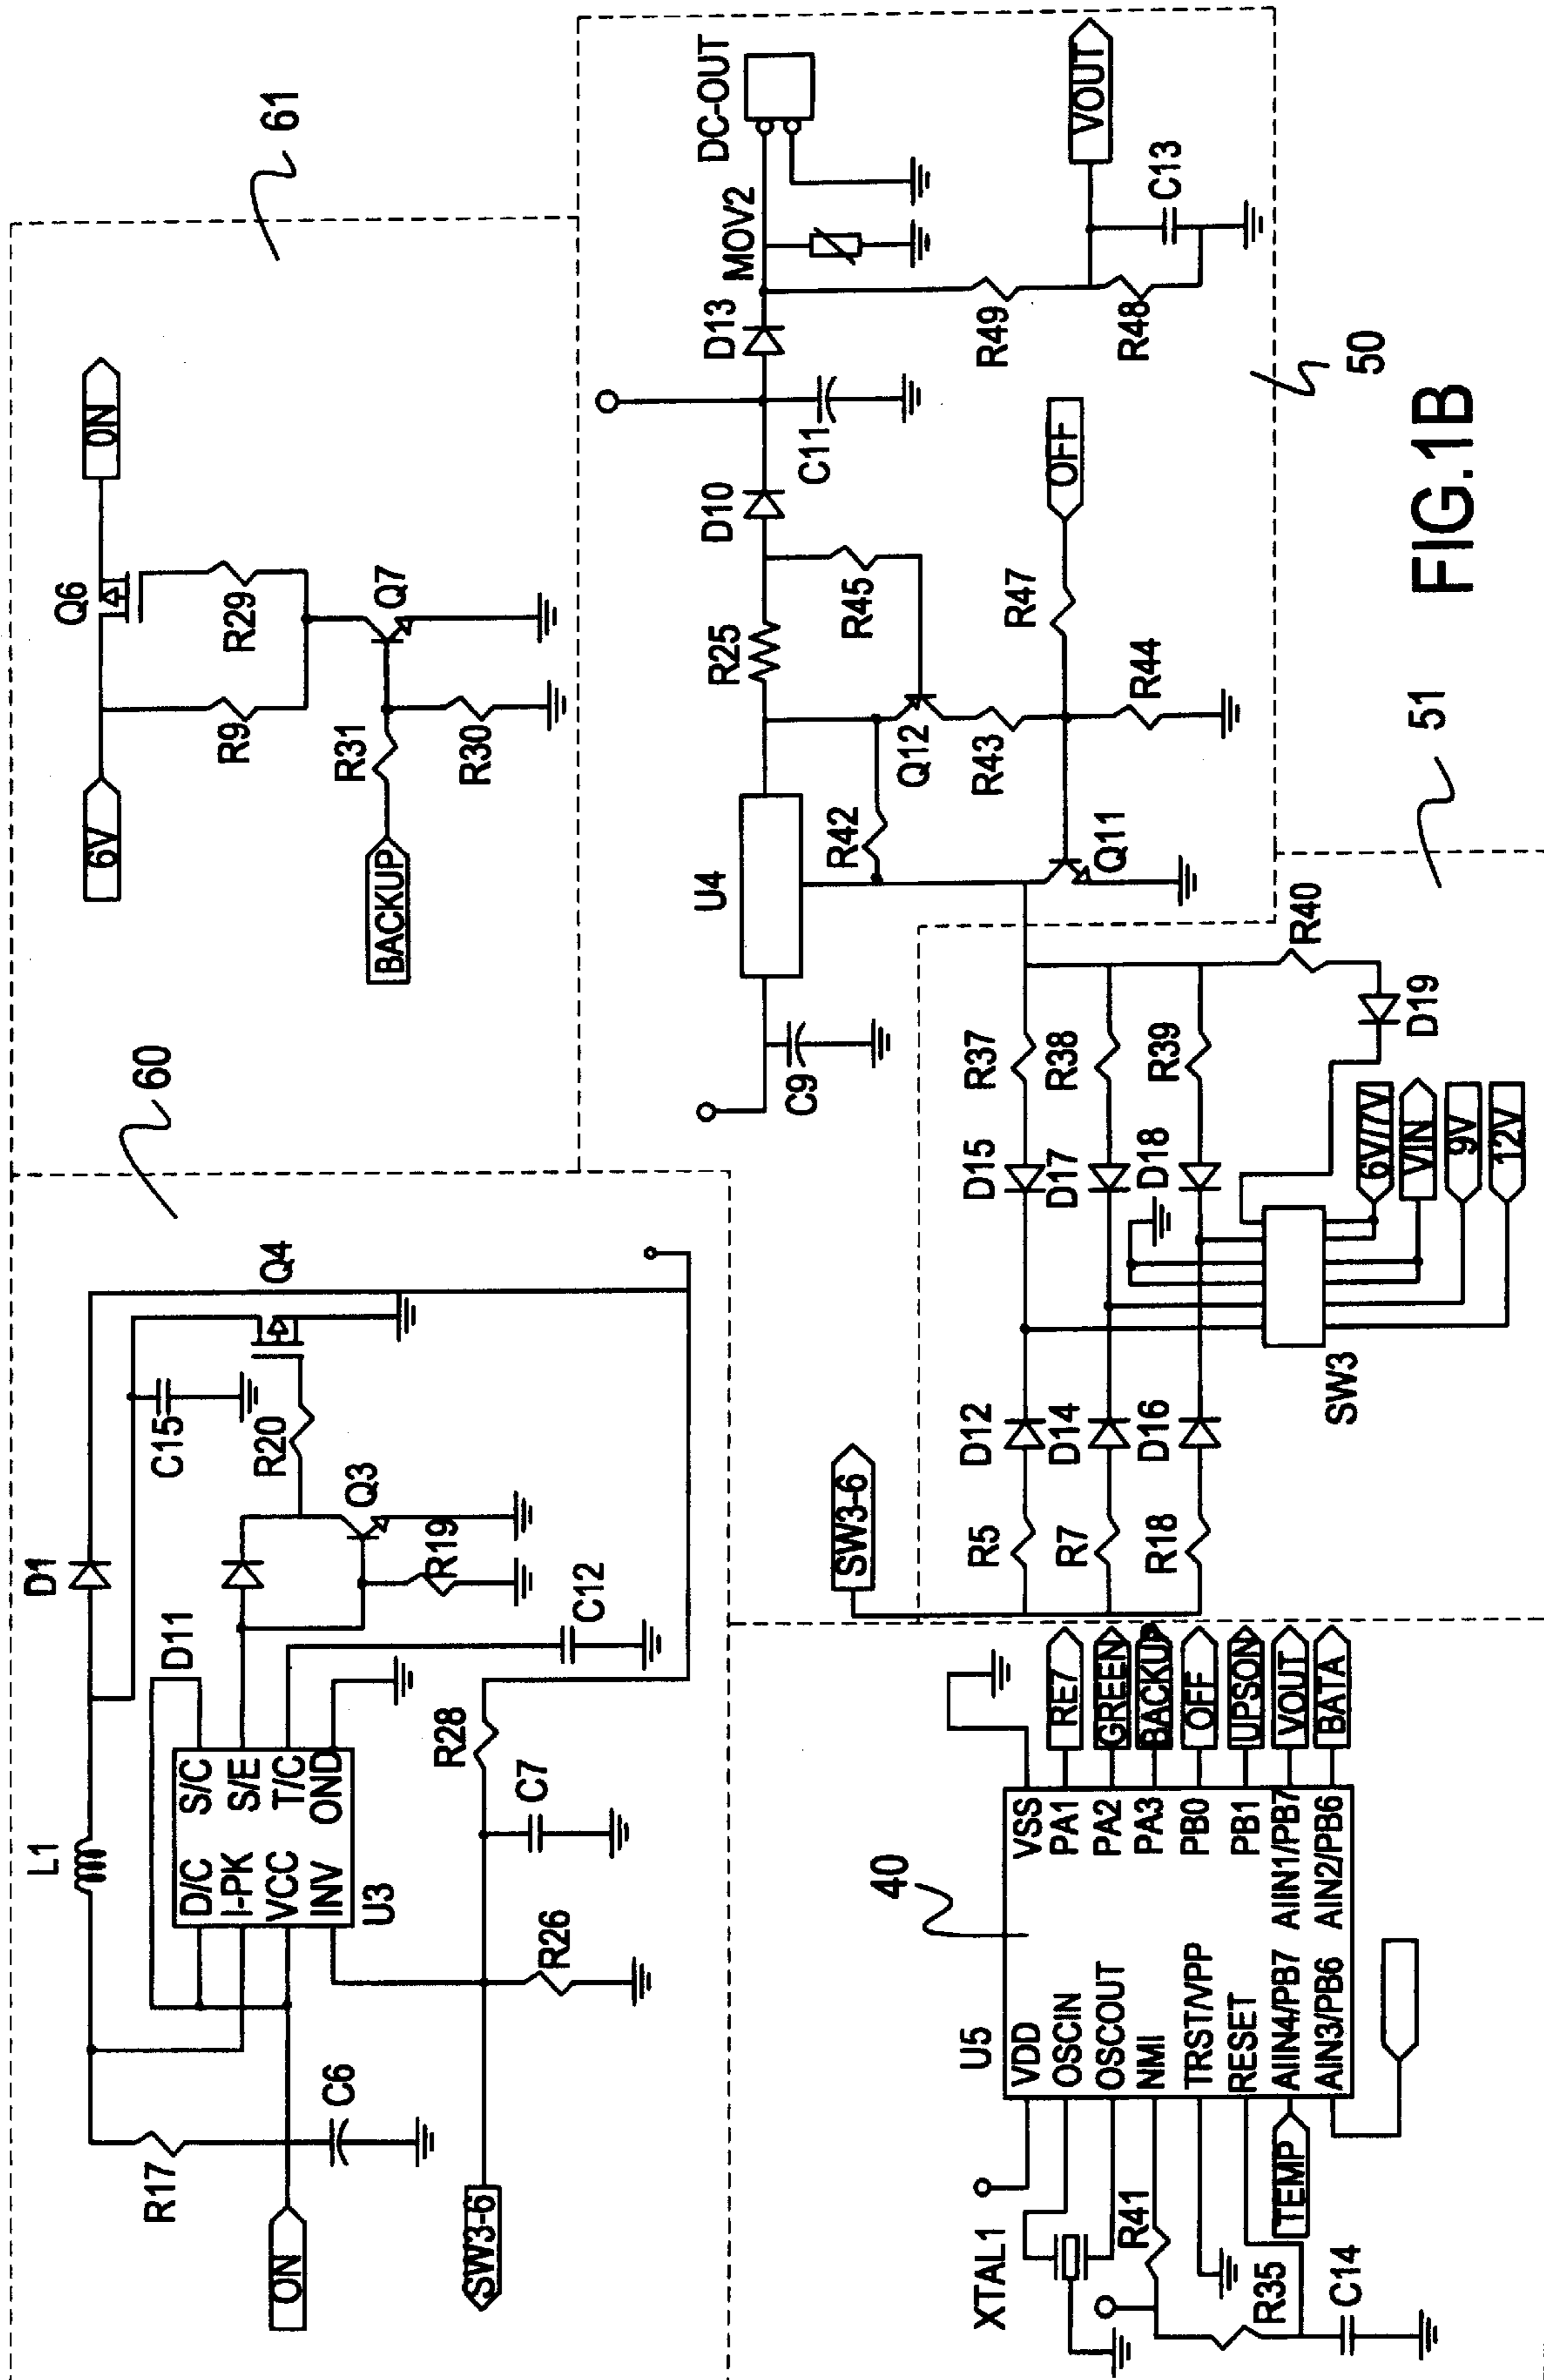 60
61
L1
D1
D11
R17
ON
C6
D/C
I-PK
VCC
INV
S/C
S/E
T/C
OND
U3
C15
Q4
R20
Q3
R19
C12
R28
C7
R26
SW3-6
6V
Q6
0N
R9
R29
R31
Q7
R30
BACKUP
U4
R25
D10
D13
MOV2
DC-OUT
C9
R42
Q12
R45
C11
R43
R47
OFF
R44
Q11
R49
R48
VOUT
C13
50
SW3-6
R5
D12
D15
R37
R7
D14
D17
R38
R18
D16
D18
R39
R40
D19
SW3
6V/7V
VIN
9V
12V
51
U5
40
VDD
OSCIN
OSCOUT
NMI
TRST/VPP
RESET
AIIN4/PB7
AIN3/PB6
VSS
PA1
PA2
PA3
PB0
PB1
AIIN1/PB7
AIN2/PB6
RE7
GREEN
BACKUP
OFF
UPSON
VOUT
BATA
XTAL1
R41
R35
C14
TEMP
FIG.1B